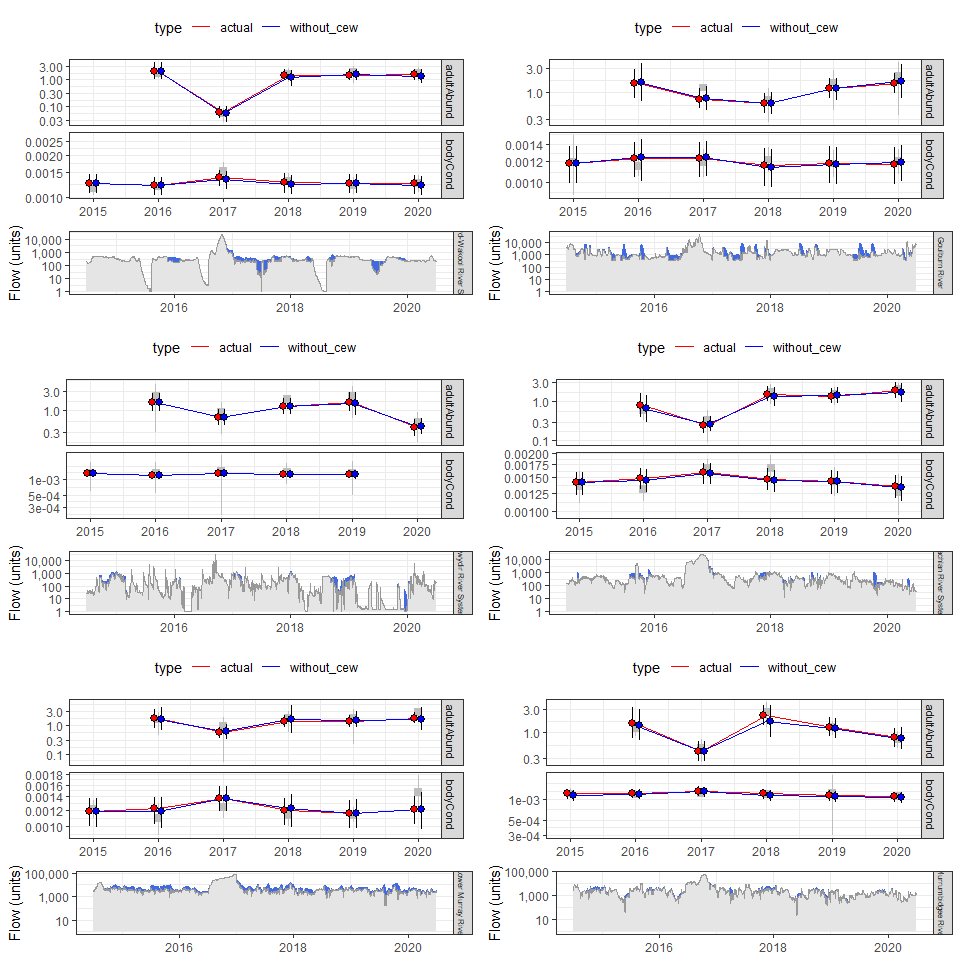 type actual without_cew
3.00
1.00
0.30
0.10
0.03
adultAbund
0.0025
0.0020
0.0015
0.0010
bodyCond
2015 2016 2017 2018 2019 2020
Flow (units)
10,000
1,000
100
10
1
2016 2018 2020
type actual without_cew
3.0
1.0
0.3
adultAbund
0.0014
0.0012
0.0010
bodyCond
2015 2016 2017 2018 2019 2020
Flow (units)
10,000
1,000
100
10
1
Goulburn River
2016 2018 2020
type actual without_cew
3.0
1.0
0.3
adultAbund
1e-03
5e-04
3e-04
bodyCond
2015 2016 2017 2018 2019 2020
Flow (units)
10,000
1,000
100
10
1
2016 2018 2020
type actual without_cew
3.0
1.0
0.3
0.1
adultAbund
0.00200
0.00175
0.00150
0.00125
0.00100
bodyCond
2015 2016 2017 2018 2019 2020
Flow (units)
10,000
1,000
100
10
1
2016 2018 2020
type actual without_cew
3.0
1.0
0.3
0.1
adultAbund
0.0018
0.0016
0.0014
0.0012
0.0010
bodyCond
2015 2016 2017 2018 2019 2020
Flow (units)
100,000
1,000
10
ower Murray Rive
2016 2018 2020
type actual without_cew
3.0
1.0
0.3
adultAbund
1e-03
5e-04
3e-04
bodyCond
2015 2016 2017 2018 2019 2020
Flow (units)
100,000
1,000
10
2016 2018 2020